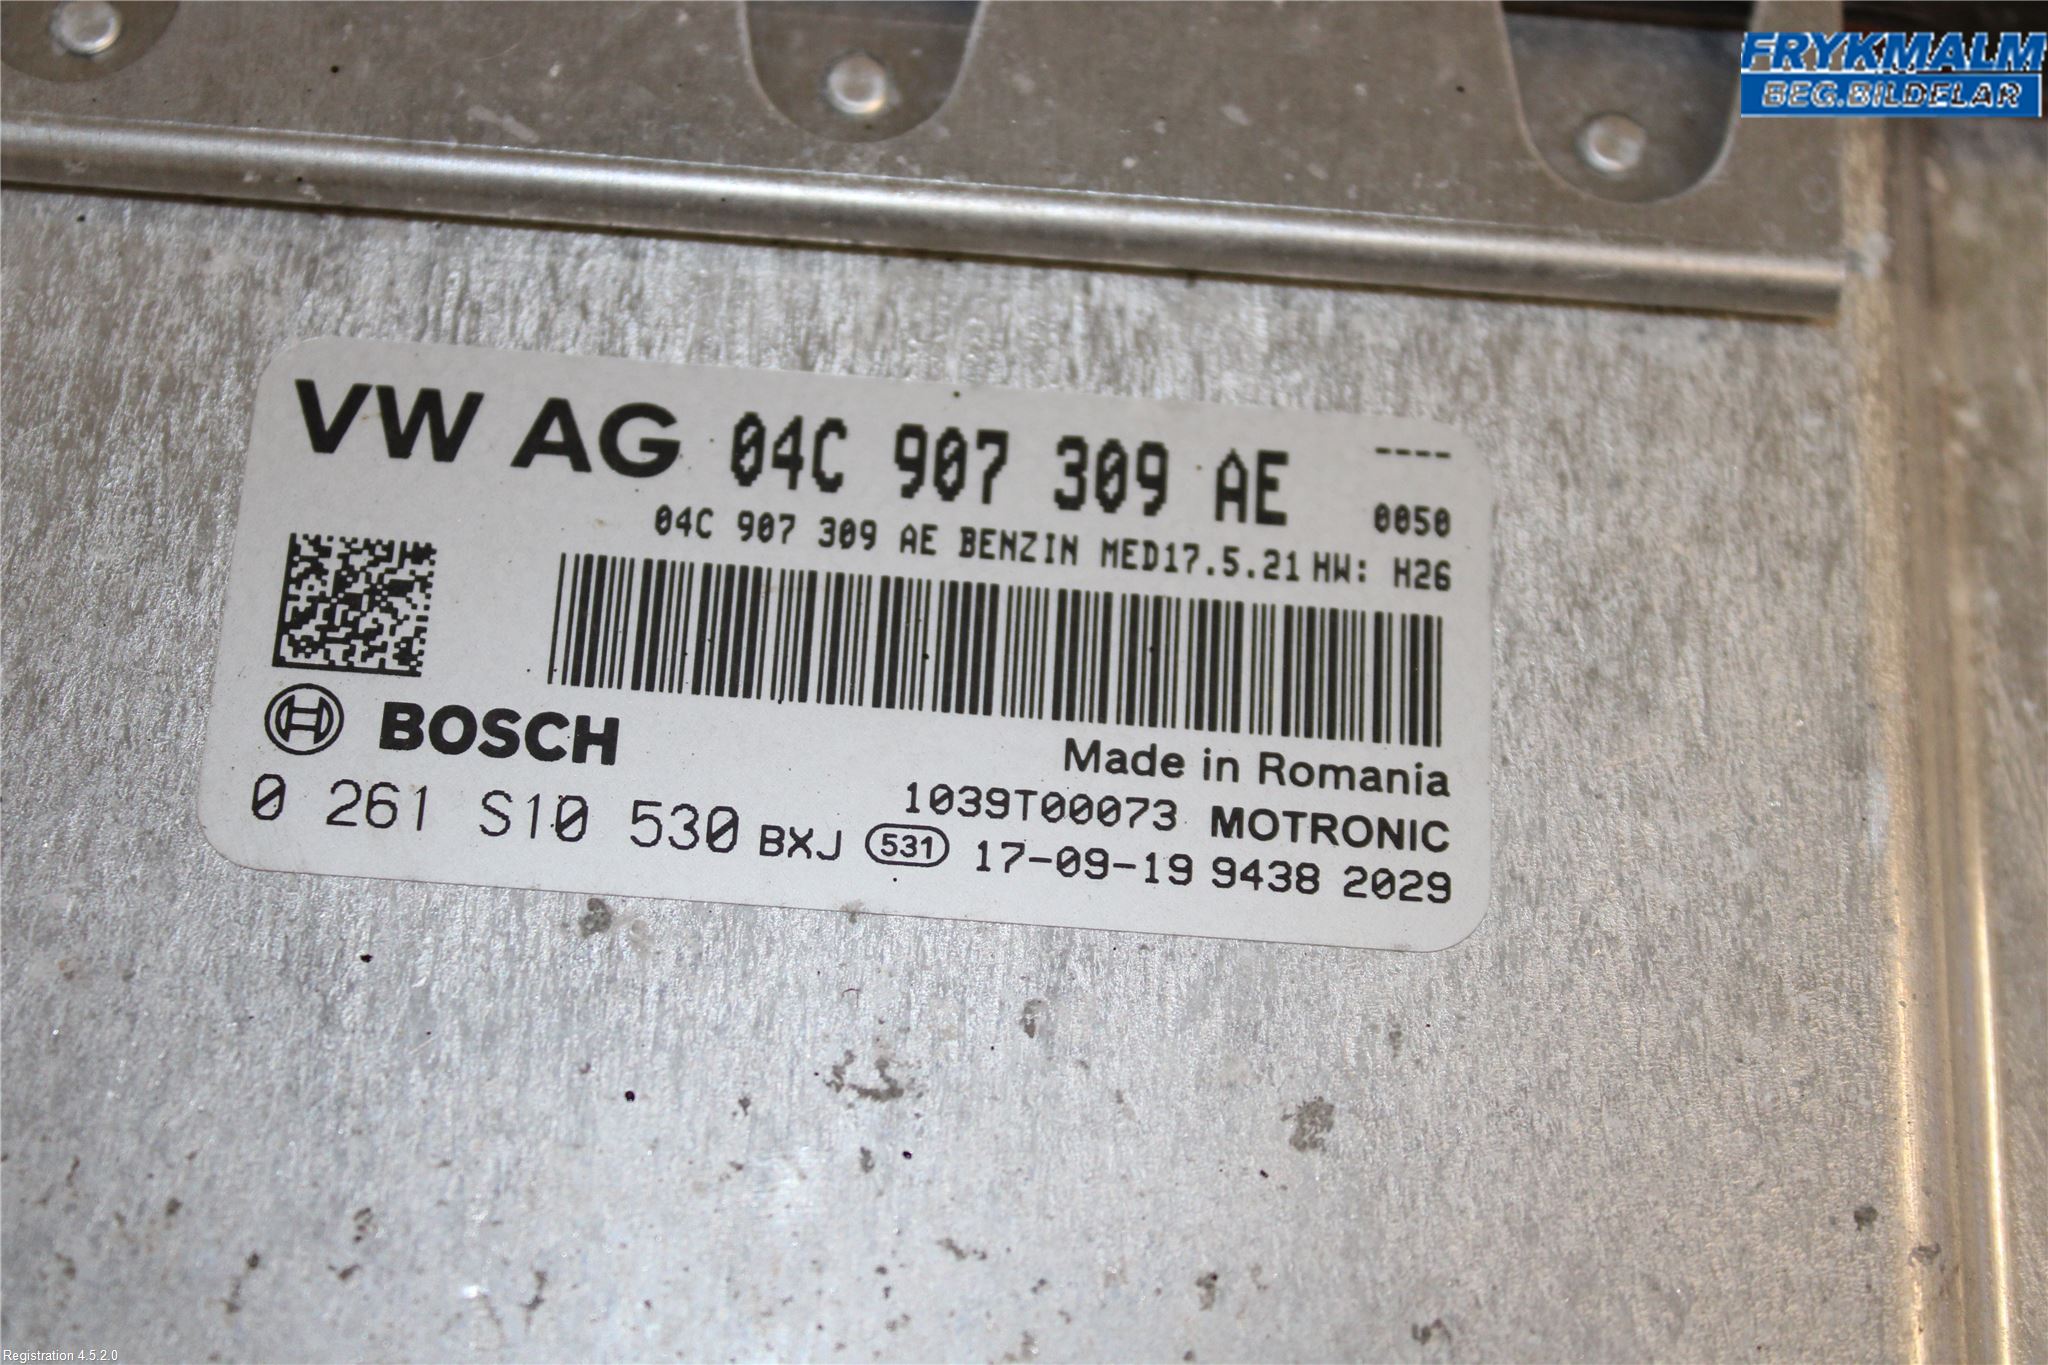 FRYKMALM
BEG.BILDELAR
VW AG 04C 907 309 AE ----
0050
04C 907 309 AE BENZIN MED17.5.21 HW: H26
BOSCH
Made in Romania
1039T00073 MOTRONIC
0 261 S10 530 BXJ 531 17-09-19 9438 2029
Registration 4.5.2.0